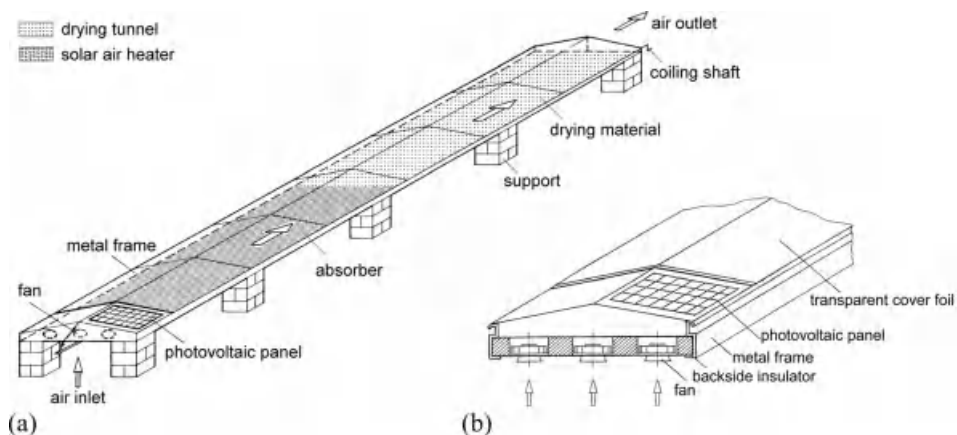 drying tunnel
solar air heater
air outlet
coiling shaft
drying material
support
metal frame
absorber
fan
photovoltaic panel
air inlet
(a)
transparent cover foil
photovoltaic panel
metal frame
backside insulator
fan
(b)